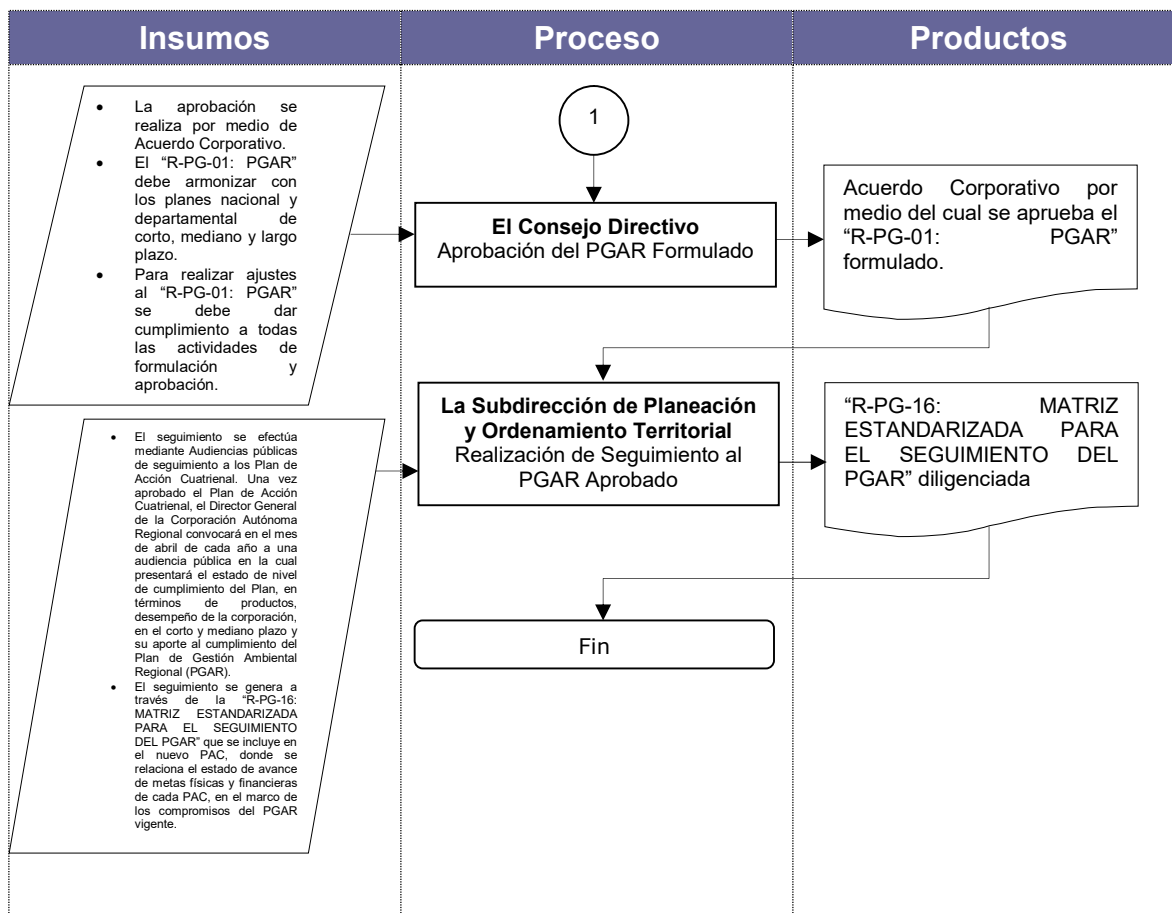 Insumos
Proceso
Productos
• La aprobación se
realiza por medio de
Acuerdo Corporativo.
• El “R-PG-01: PGAR”
debe armonizar con
los planes nacional y
departamental de
corto, mediano y largo
plazo.
• Para realizar ajustes
al “R-PG-01: PGAR”
se debe dar
cumplimiento a todas
las actividades de
formulación y
aprobación.
1
El Consejo Directivo
Aprobación del PGAR Formulado
Acuerdo Corporativo por
medio del cual se aprueba el
“R-PG-01: PGAR”
formulado.
• El seguimiento se efectúa
mediante Audiencias públicas
de seguimiento a los Plan de
Acción Cuatrienal. Una vez
aprobado el Plan de Acción
Cuatrienal, el Director General
de la Corporación Autónoma
Regional convocará en el mes
de abril de cada año a una
audiencia pública en la cual
presentará el estado de nivel
de cumplimiento del Plan, en
términos de productos,
desempeño de la corporación,
en el corto y mediano plazo y
su aporte al cumplimiento del
Plan de Gestión Ambiental
Regional (PGAR).
• El seguimiento se genera a
través de la “R-PG-16:
MATRIZ ESTANDARIZADA
PARA EL SEGUIMIENTO
DEL PGAR” que se incluye en
el nuevo PAC, donde se
relaciona el estado de avance
de metas físicas y financieras
de cada PAC, en el marco de
los compromisos del PGAR
vigente.
La Subdirección de Planeación
y Ordenamiento Territorial
Realización de Seguimiento al
PGAR Aprobado
“R-PG-16: MATRIZ
ESTANDARIZADA PARA
EL SEGUIMIENTO DEL
PGAR” diligenciada
Fin